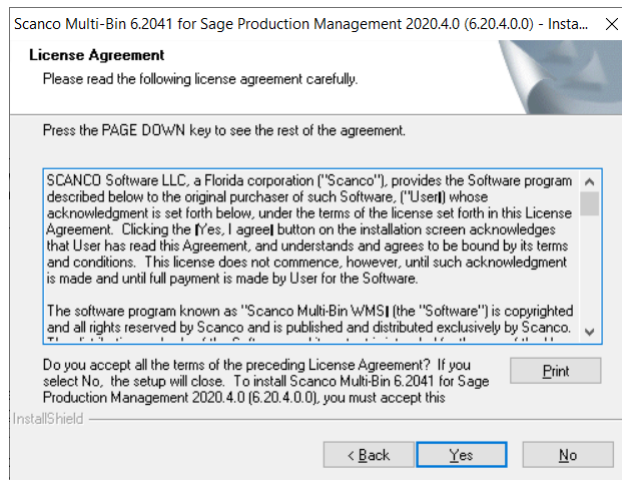 Scanco Multi-Bin 6.2041 for Sage Production Management 2020.4.0 (6.20.4.0.0) - Insta...
License Agreement
Please read the following license agreement carefully.
Press the PAGE DOWN key to see the rest of the agreement.
SCANCO Software LLC, a Florida corporation ("Scanco"), provides the Software program
described below to the original purchaser of such Software, ("User▌) whose
acknowledgment is set forth below, under the terms of the license set forth in this License
Agreement.  Clicking the ▌Yes, I agree▌ button on the installation screen acknowledges
that User has read this Agreement, and understands and agrees to be bound by its terms
and conditions.  This license does not commence, however, until such acknowledgment
is made and until full payment is made by User for the Software.
The software program known as "Scanco Multi-Bin WMS▌ (the "Software") is copyrighted
and all rights reserved by Scanco and is published and distributed exclusively by Scanco.
Do you accept all the terms of the preceding License Agreement?  If you
select No,  the setup will close.  To install Scanco Multi-Bin 6.2041 for Sage
Production Management 2020.4.0 (6.20.4.0.0), you must accept this
Print
InstallShield
< Back
Yes
No